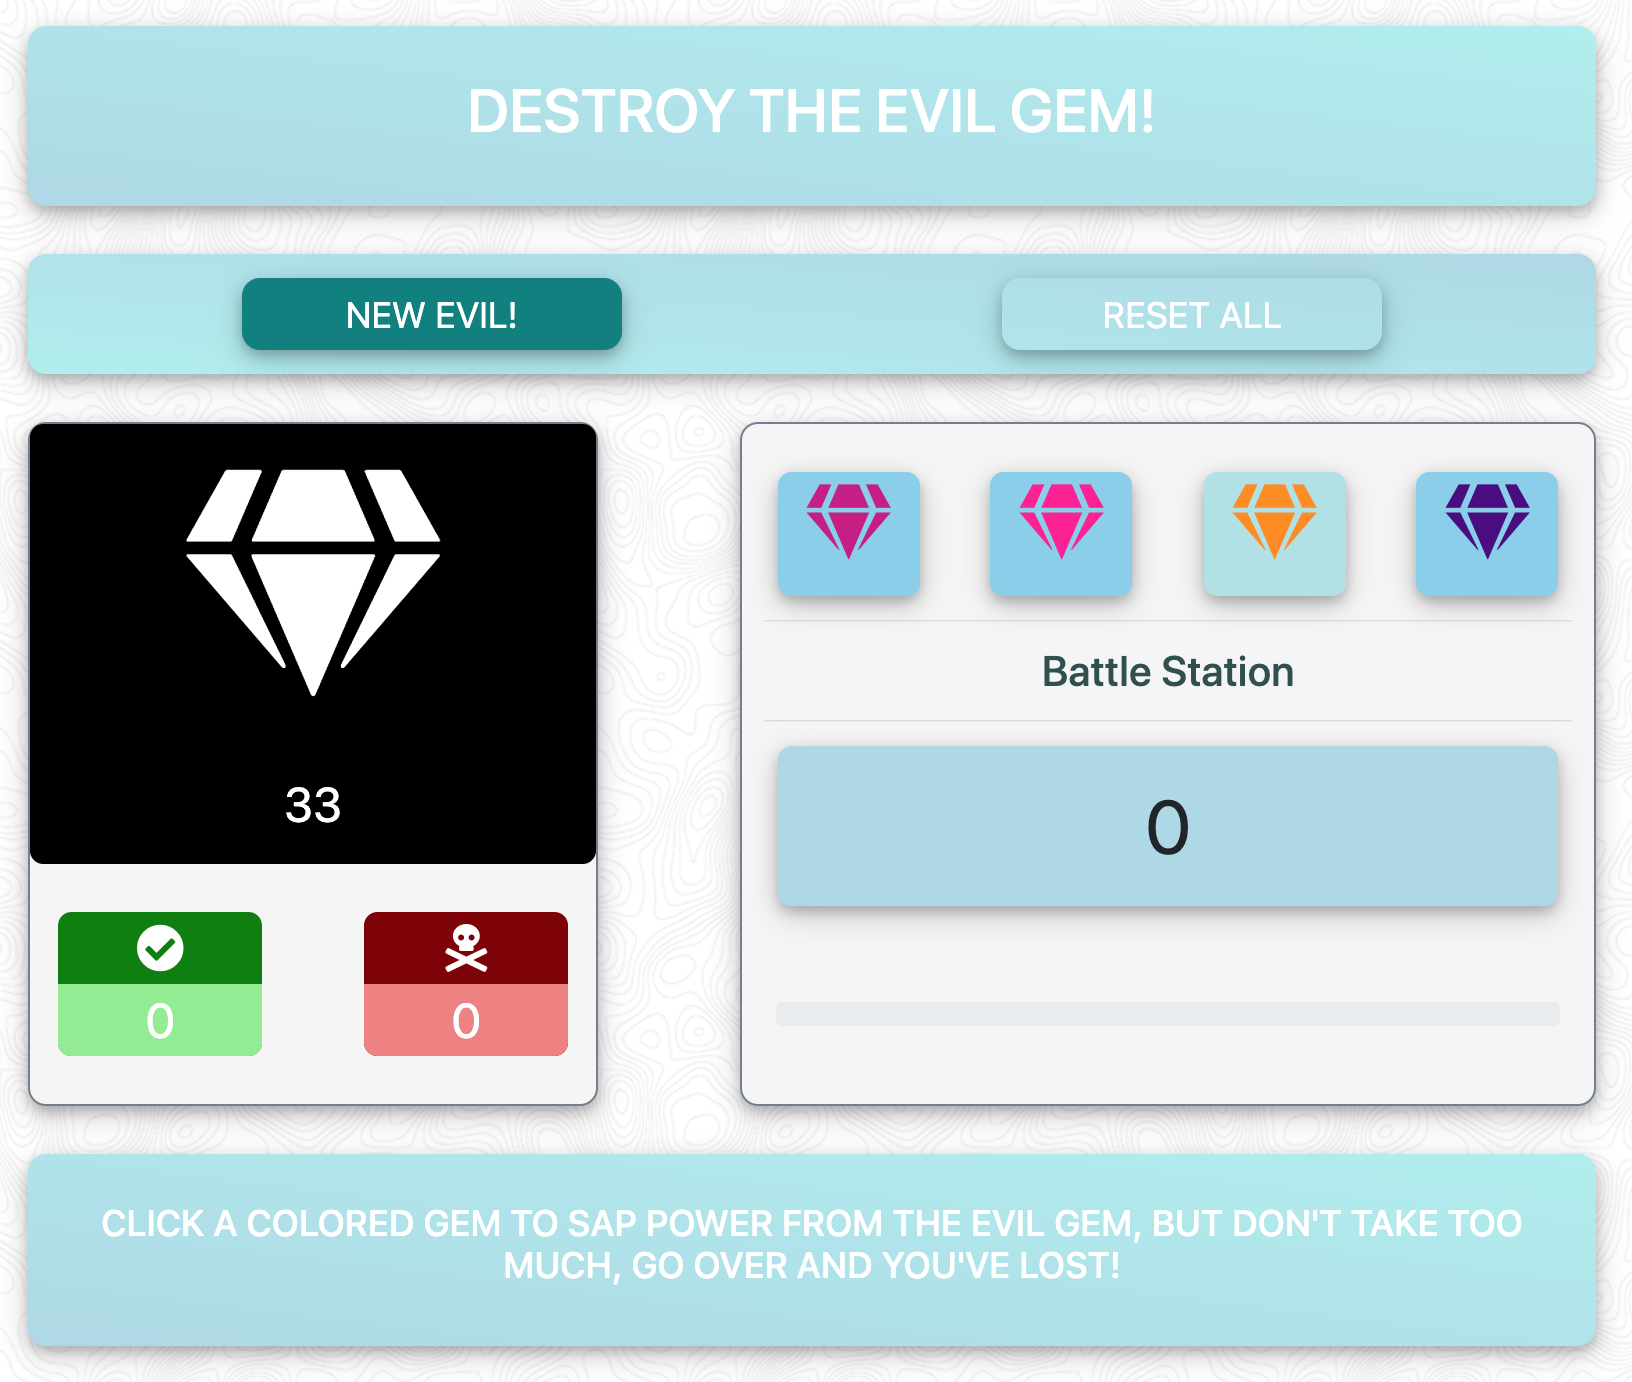 DESTROY THE EVIL GEM!
NEW EVIL!
RESET ALL
33
0
0
Battle Station
0
CLICK A COLORED GEM TO SAP POWER FROM THE EVIL GEM, BUT DON'T TAKE TOO
MUCH, GO OVER AND YOU'VE LOST!